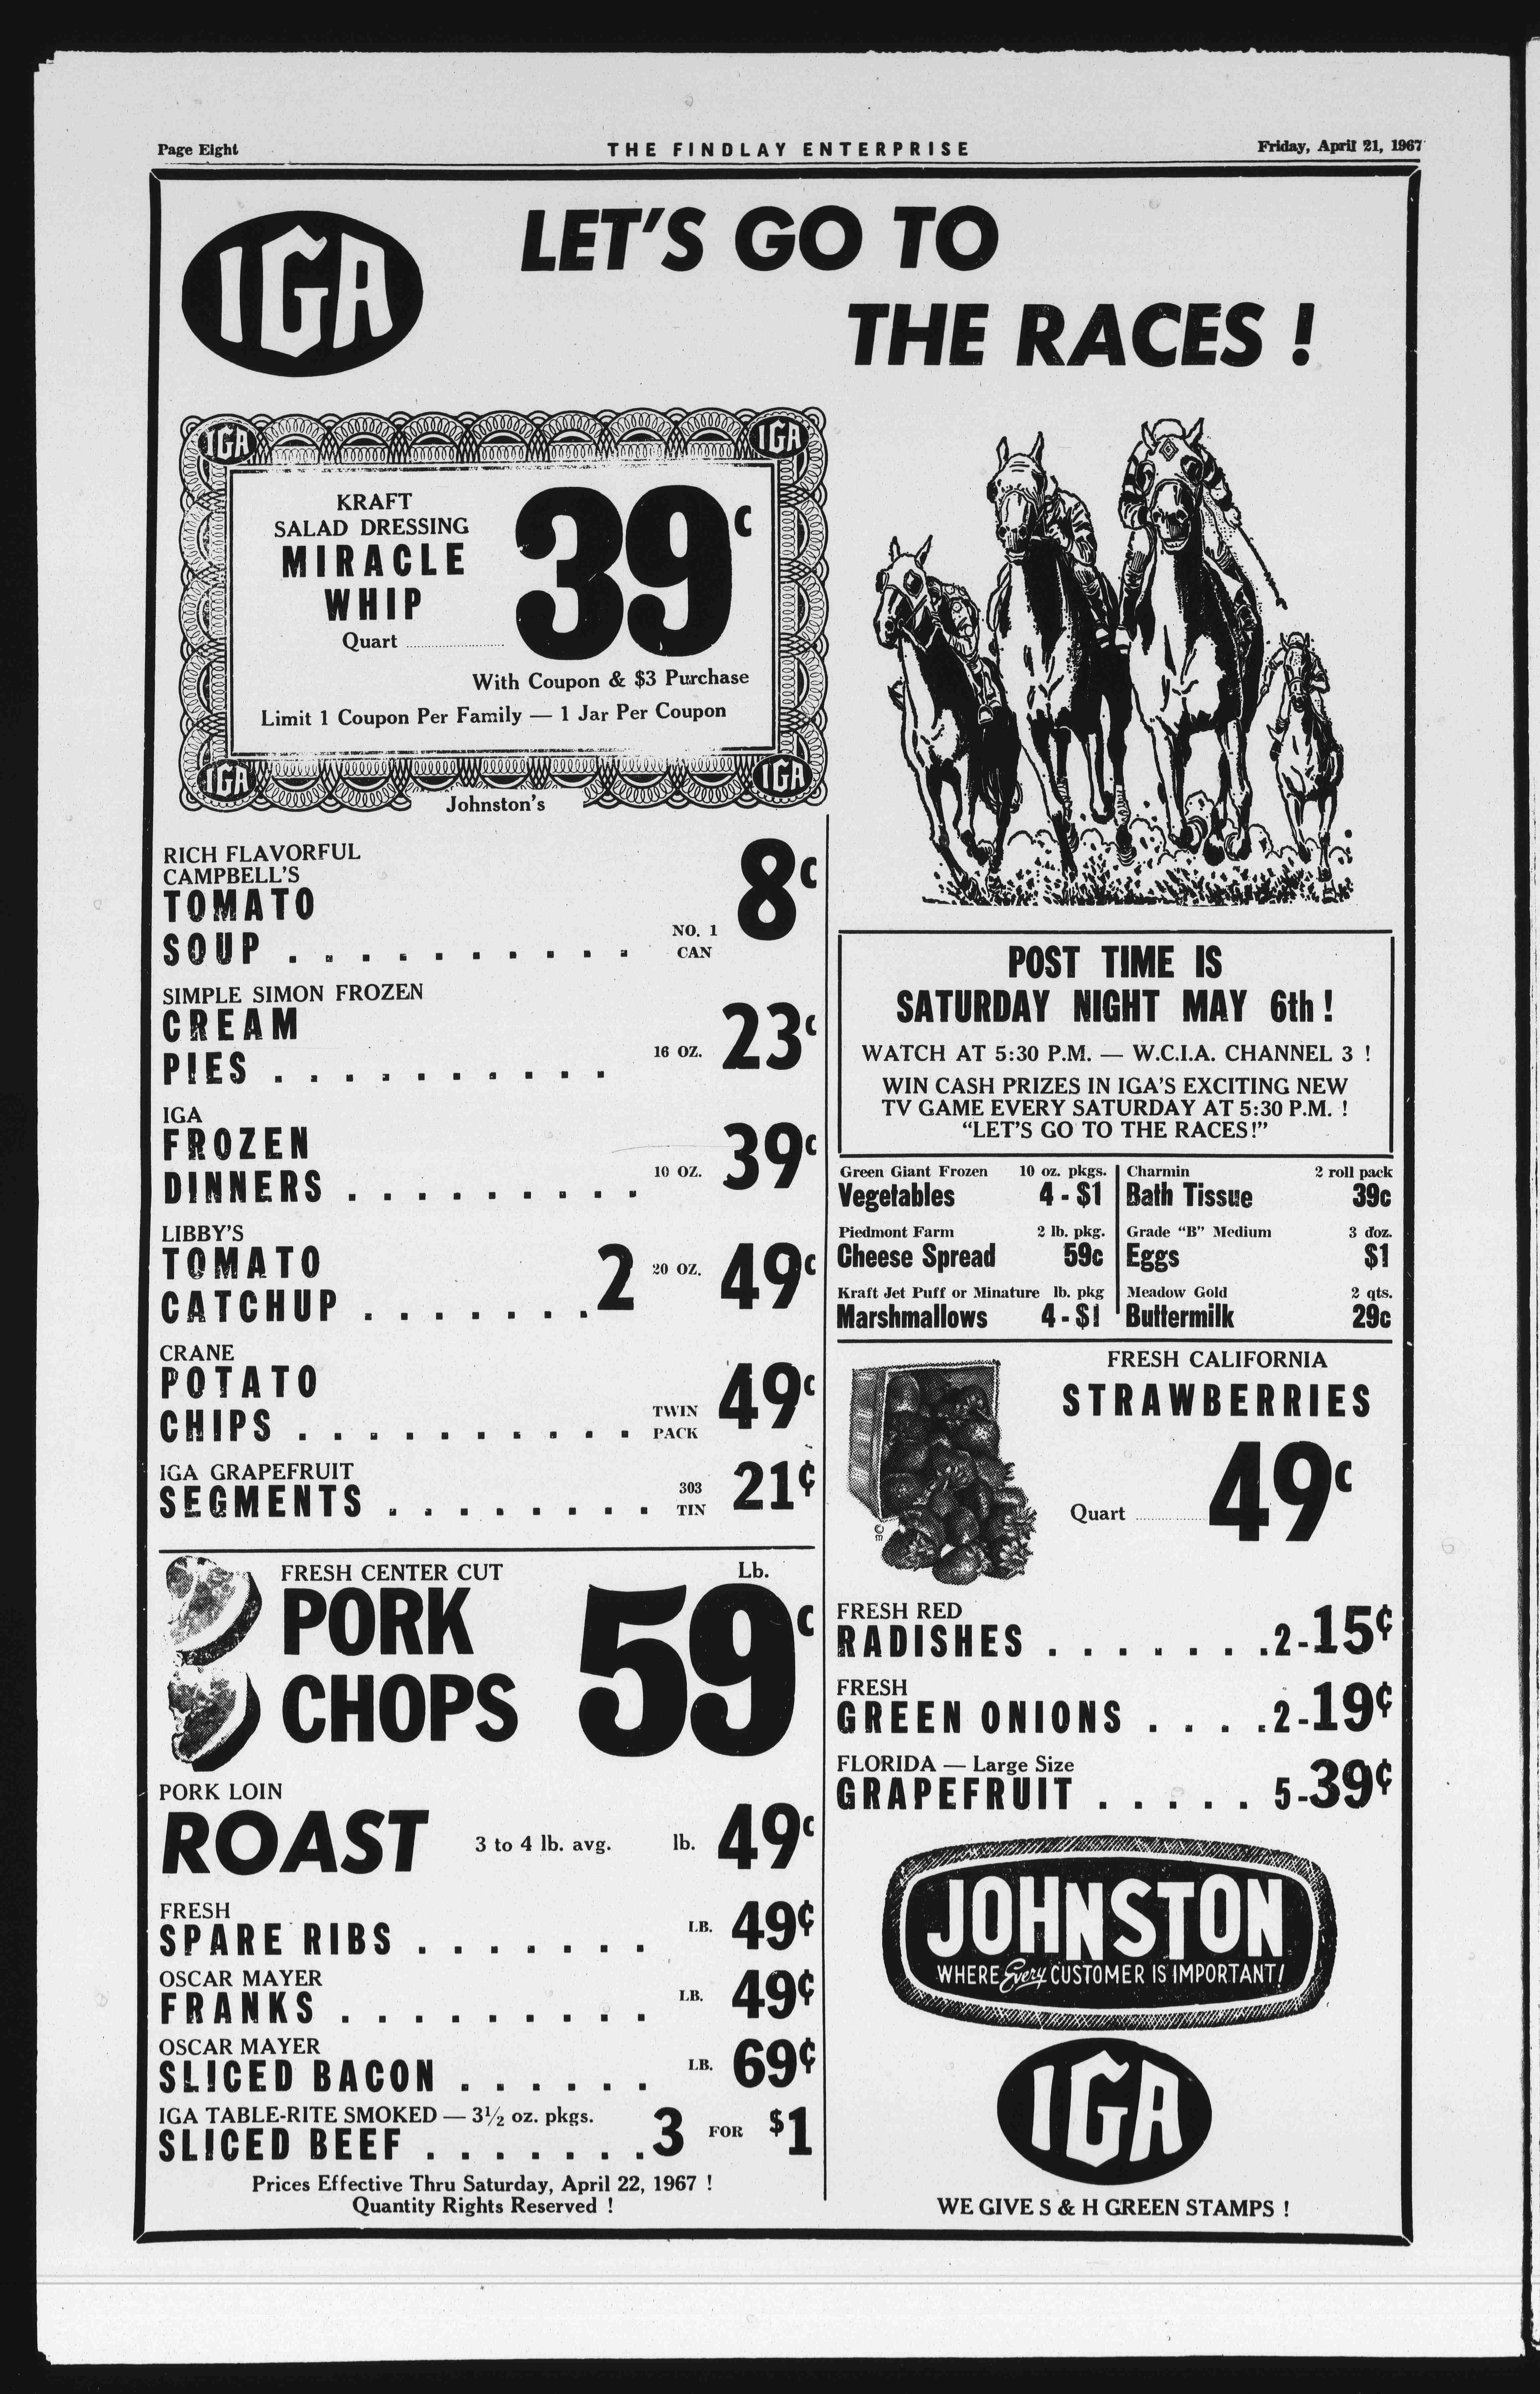 Page Eight
THE FINDLAY ENTERPRISE
Friday, April 21, 1967
IGA
LET'S GO TO
THE RACES !
IGA
IGA
KRAFT
SALAD DRESSING
MIRACLE
WHIP
Quart
39c
With Coupon & $3 Purchase
Limit 1 Coupon Per Family — 1 Jar Per Coupon
IGA
IGA
Johnston's
RICH FLAVORFUL
CAMPBELL'S
TOMATO
SOUP . . . . . . . . . . NO. 1 CAN 8c
SIMPLE SIMON FROZEN
CREAM
PIES . . . . . . . . . . 16 OZ. 23c
IGA
FROZEN
DINNERS . . . . . . . . . 10 OZ. 39c
LIBBY'S
TOMATO
CATCHUP . . . . . . . 2 20 OZ. 49c
CRANE
POTATO
CHIPS . . . . . . . . . . TWIN PACK 49c
IGA GRAPEFRUIT
SEGMENTS . . . . . . . . 303 TIN 21¢
FRESH CENTER CUT
PORK
CHOPS
Lb.
59c
PORK LOIN
ROAST 3 to 4 lb. avg. lb. 49c
FRESH
SPARE RIBS . . . . . . . LB. 49¢
OSCAR MAYER
FRANKS . . . . . . . . . LB. 49¢
OSCAR MAYER
SLICED BACON . . . . . . LB. 69¢
IGA TABLE-RITE SMOKED — 3½ oz. pkgs.
SLICED BEEF . . . . . . . 3 FOR $1
Prices Effective Thru Saturday, April 22, 1967 !
Quantity Rights Reserved !
POST TIME IS
SATURDAY NIGHT MAY 6th !
WATCH AT 5:30 P.M. — W.C.I.A. CHANNEL 3 !
WIN CASH PRIZES IN IGA'S EXCITING NEW
TV GAME EVERY SATURDAY AT 5:30 P.M. !
"LET'S GO TO THE RACES!"
Green Giant Frozen 10 oz. pkgs.
Vegetables 4 - $1
Piedmont Farm 2 lb. pkg.
Cheese Spread 59c
Kraft Jet Puff or Minature lb. pkg
Marshmallows 4 - $1
Charmin 2 roll pack
Bath Tissue 39c
Grade "B" Medium 3 doz.
Eggs $1
Meadow Gold 2 qts.
Buttermilk 29c
FRESH CALIFORNIA
STRAWBERRIES
Quart 49c
FRESH RED
RADISHES . . . . . . . 2-15¢
FRESH
GREEN ONIONS . . . . 2-19¢
FLORIDA — Large Size
GRAPEFRUIT . . . . . 5-39¢
JOHNSTON
WHERE Every CUSTOMER IS IMPORTANT!
IGA
WE GIVE S & H GREEN STAMPS !